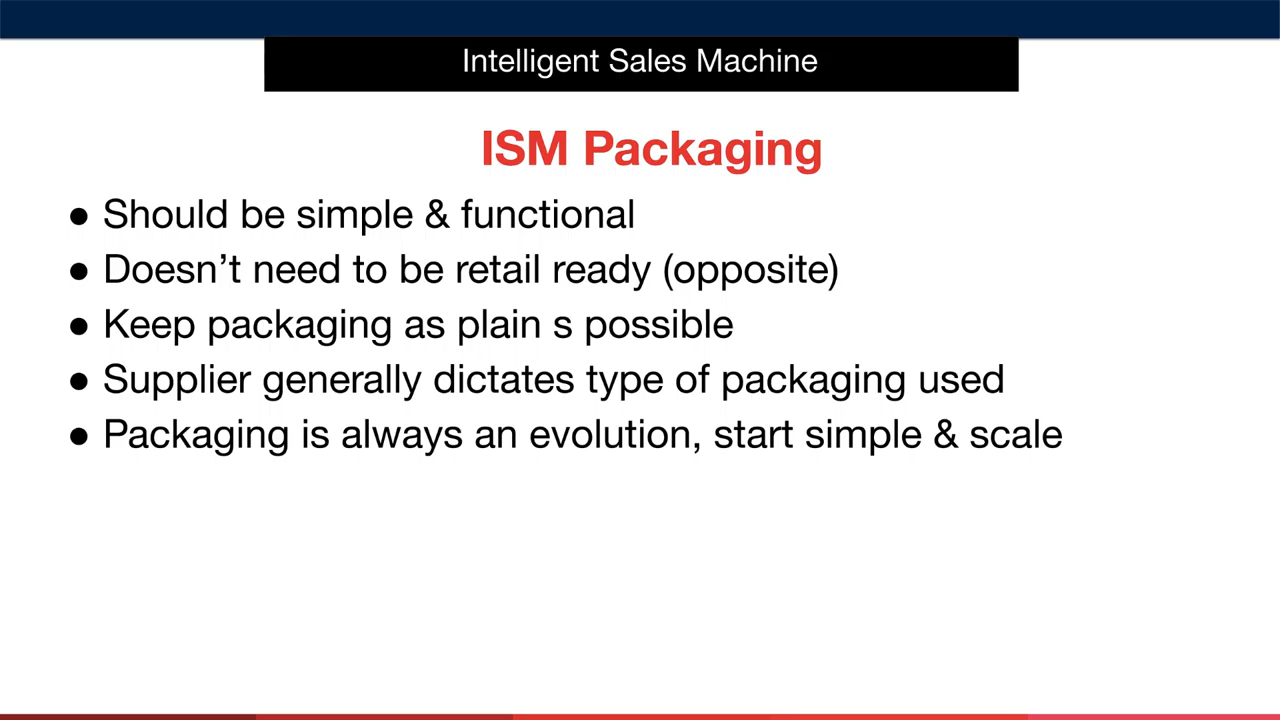 Intelligent Sales Machine
ISM Packaging
● Should be simple & functional
● Doesn’t need to be retail ready (opposite)
● Keep packaging as plain s possible
● Supplier generally dictates type of packaging used
● Packaging is always an evolution, start simple & scale